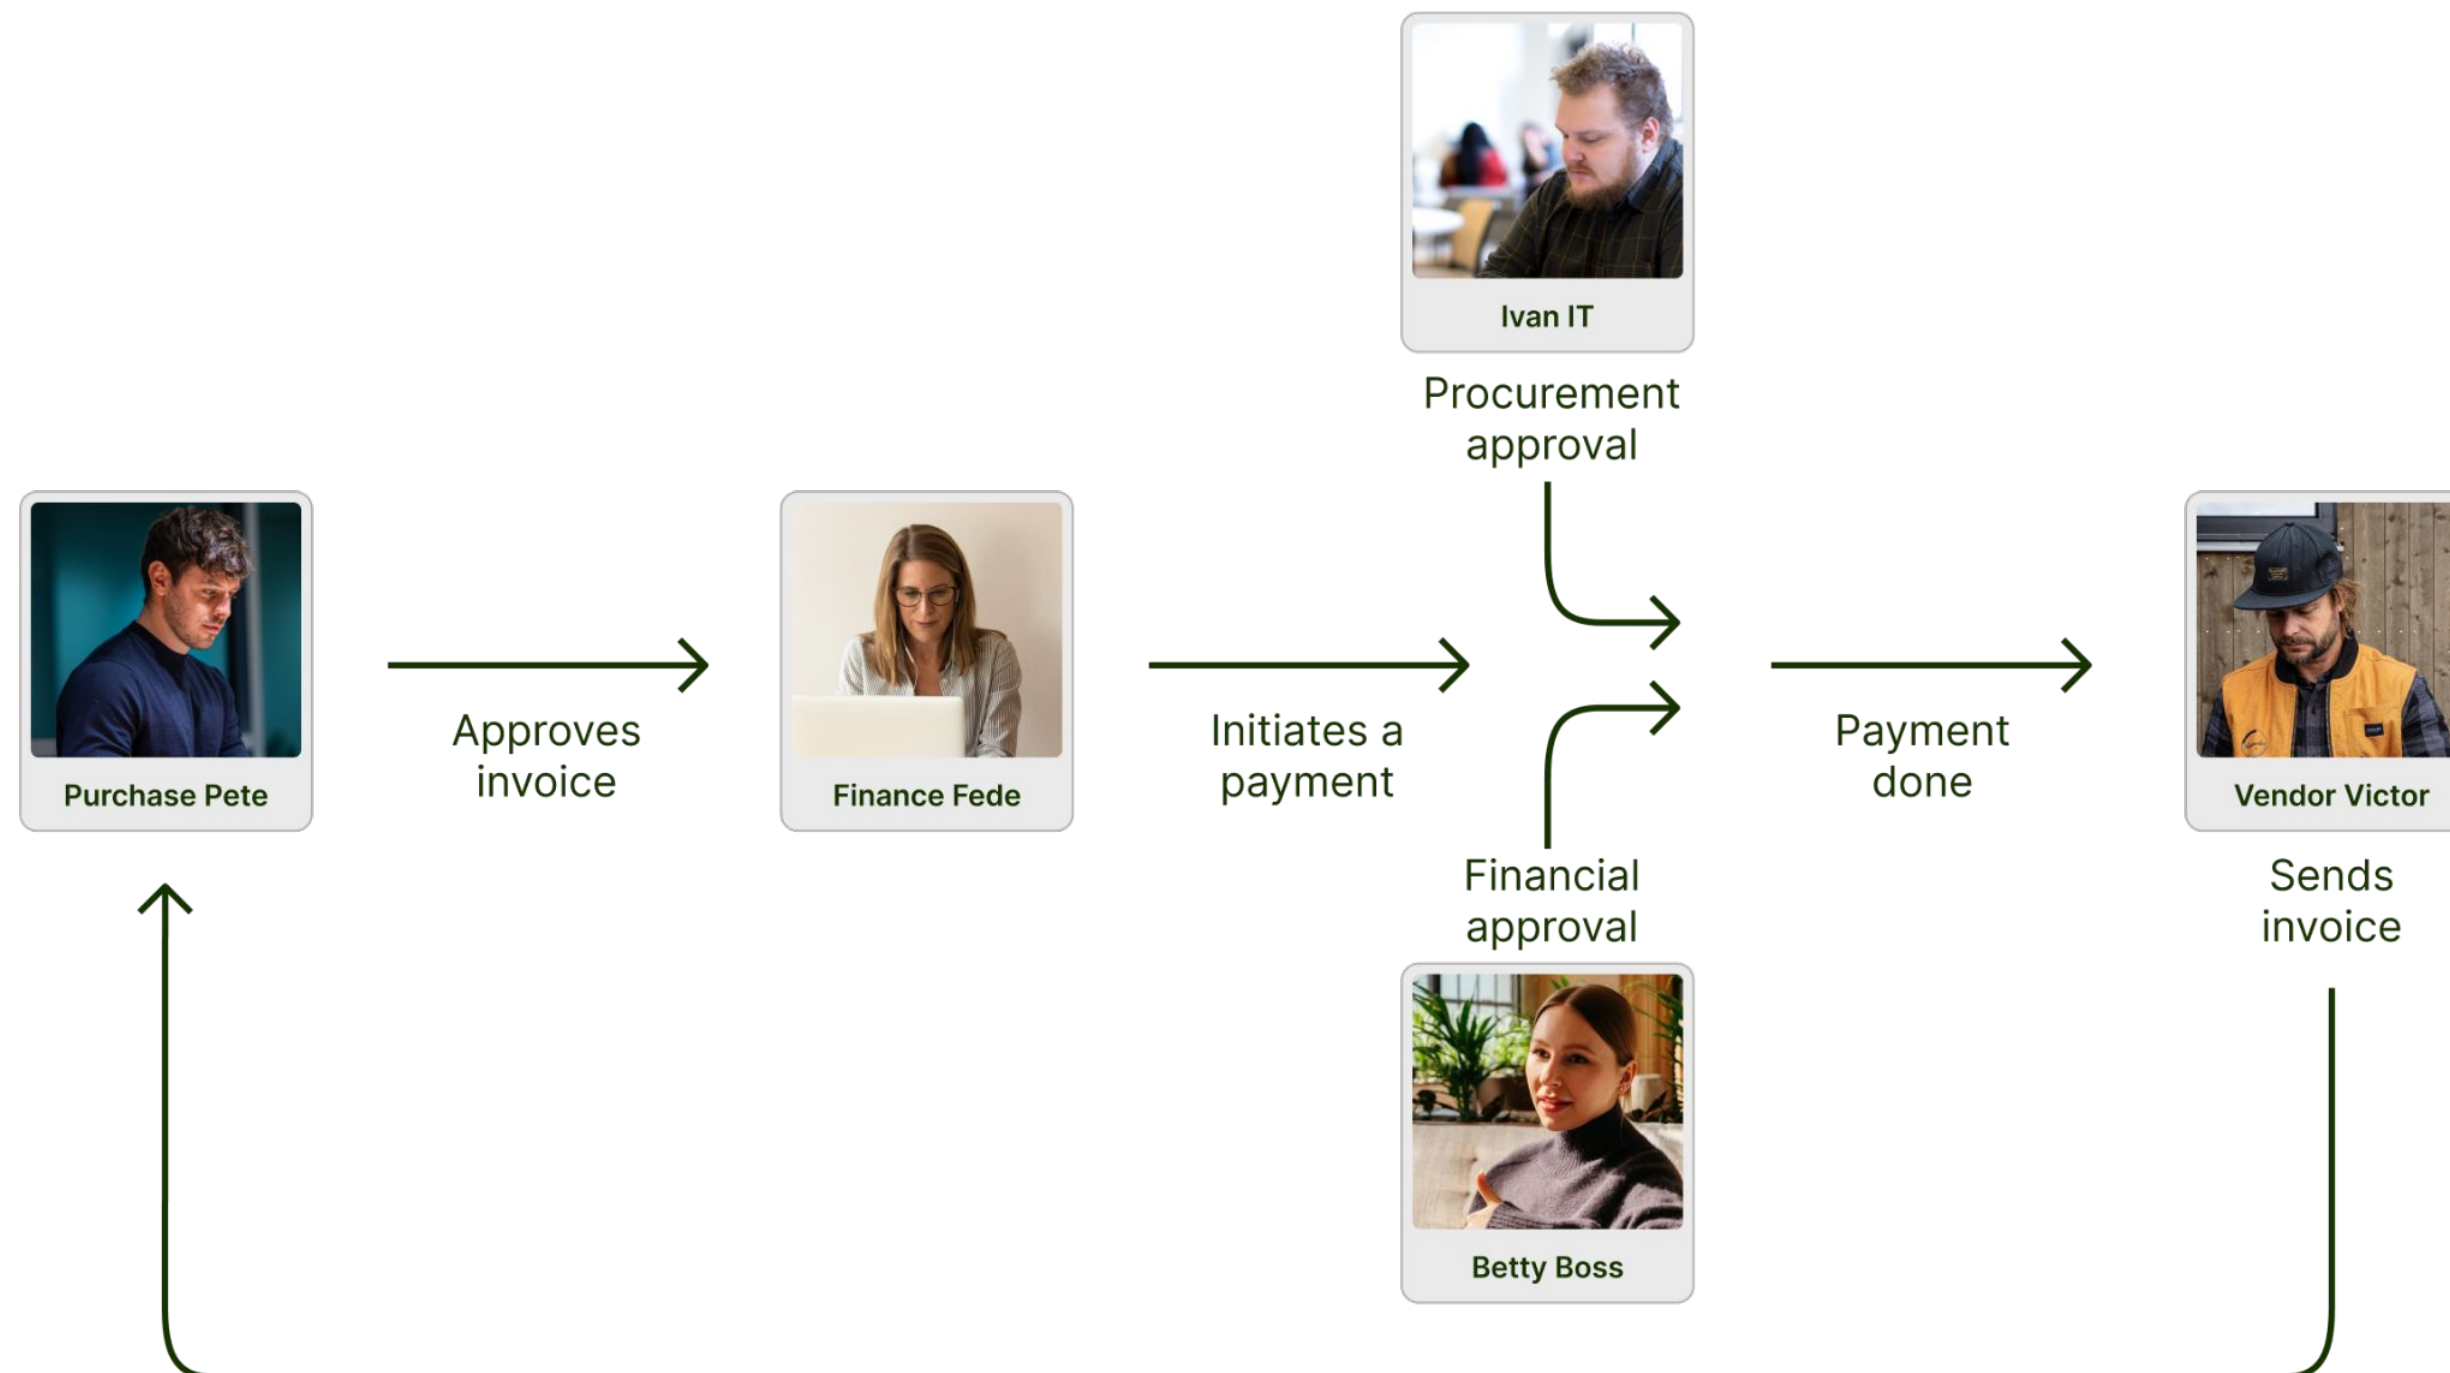 Ivan IT
Procurement
approval
Purchase Pete
Approves
invoice
Finance Fede
Initiates a
payment
Payment
done
Vendor Victor
Sends
invoice
Financial
approval
Betty Boss